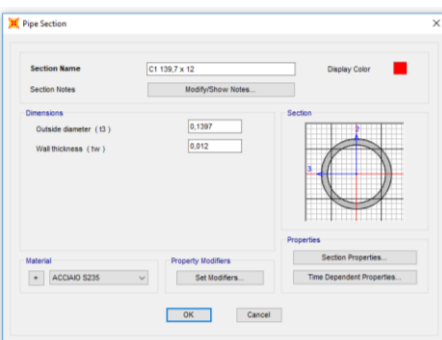 Pipe Section
Section Name
C1 139,7 x 12
Display Color
Section Notes
Modify/Show Notes...
Dimensions
Outside diameter ( t3 )
0,1397
Wall thickness ( tw )
0,012
Section
2
3
Properties
Section Properties...
Time Dependent Properties...
Material
+
ACCIAIO S235
Property Modifiers
Set Modifiers...
OK
Cancel